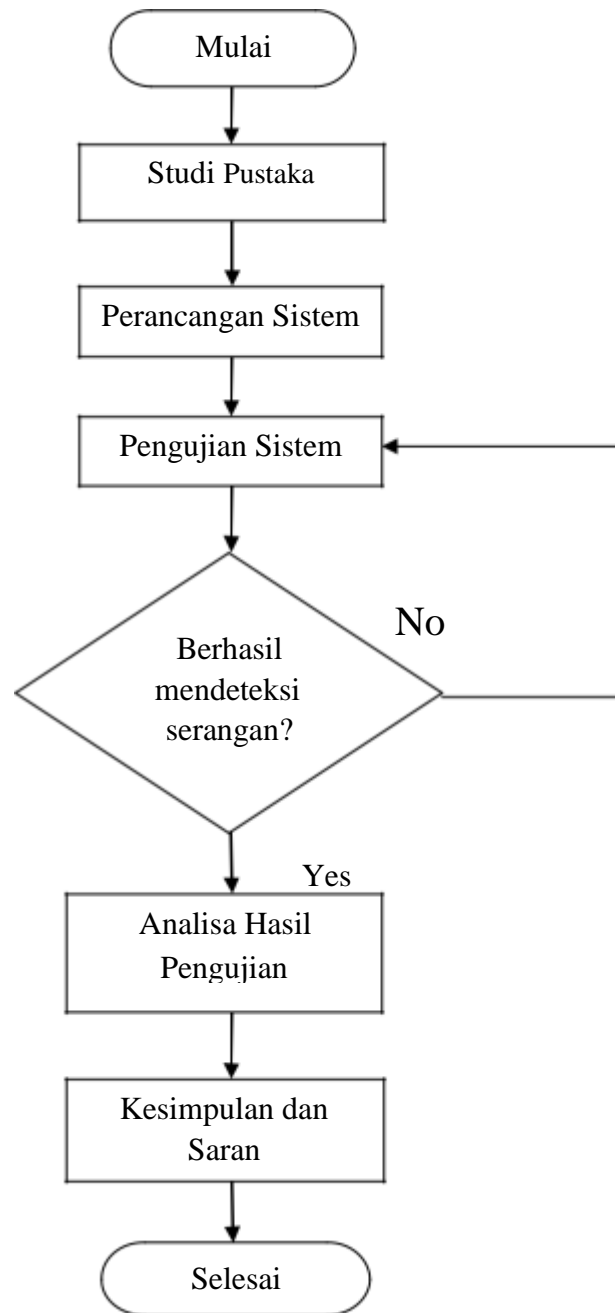 Mulai
Studi Pustaka
Perancangan Sistem
Pengujian Sistem
No
Berhasil
mendeteksi
serangan?
Yes
Analisa Hasil
Pengujian
Kesimpulan dan
Saran
Selesai